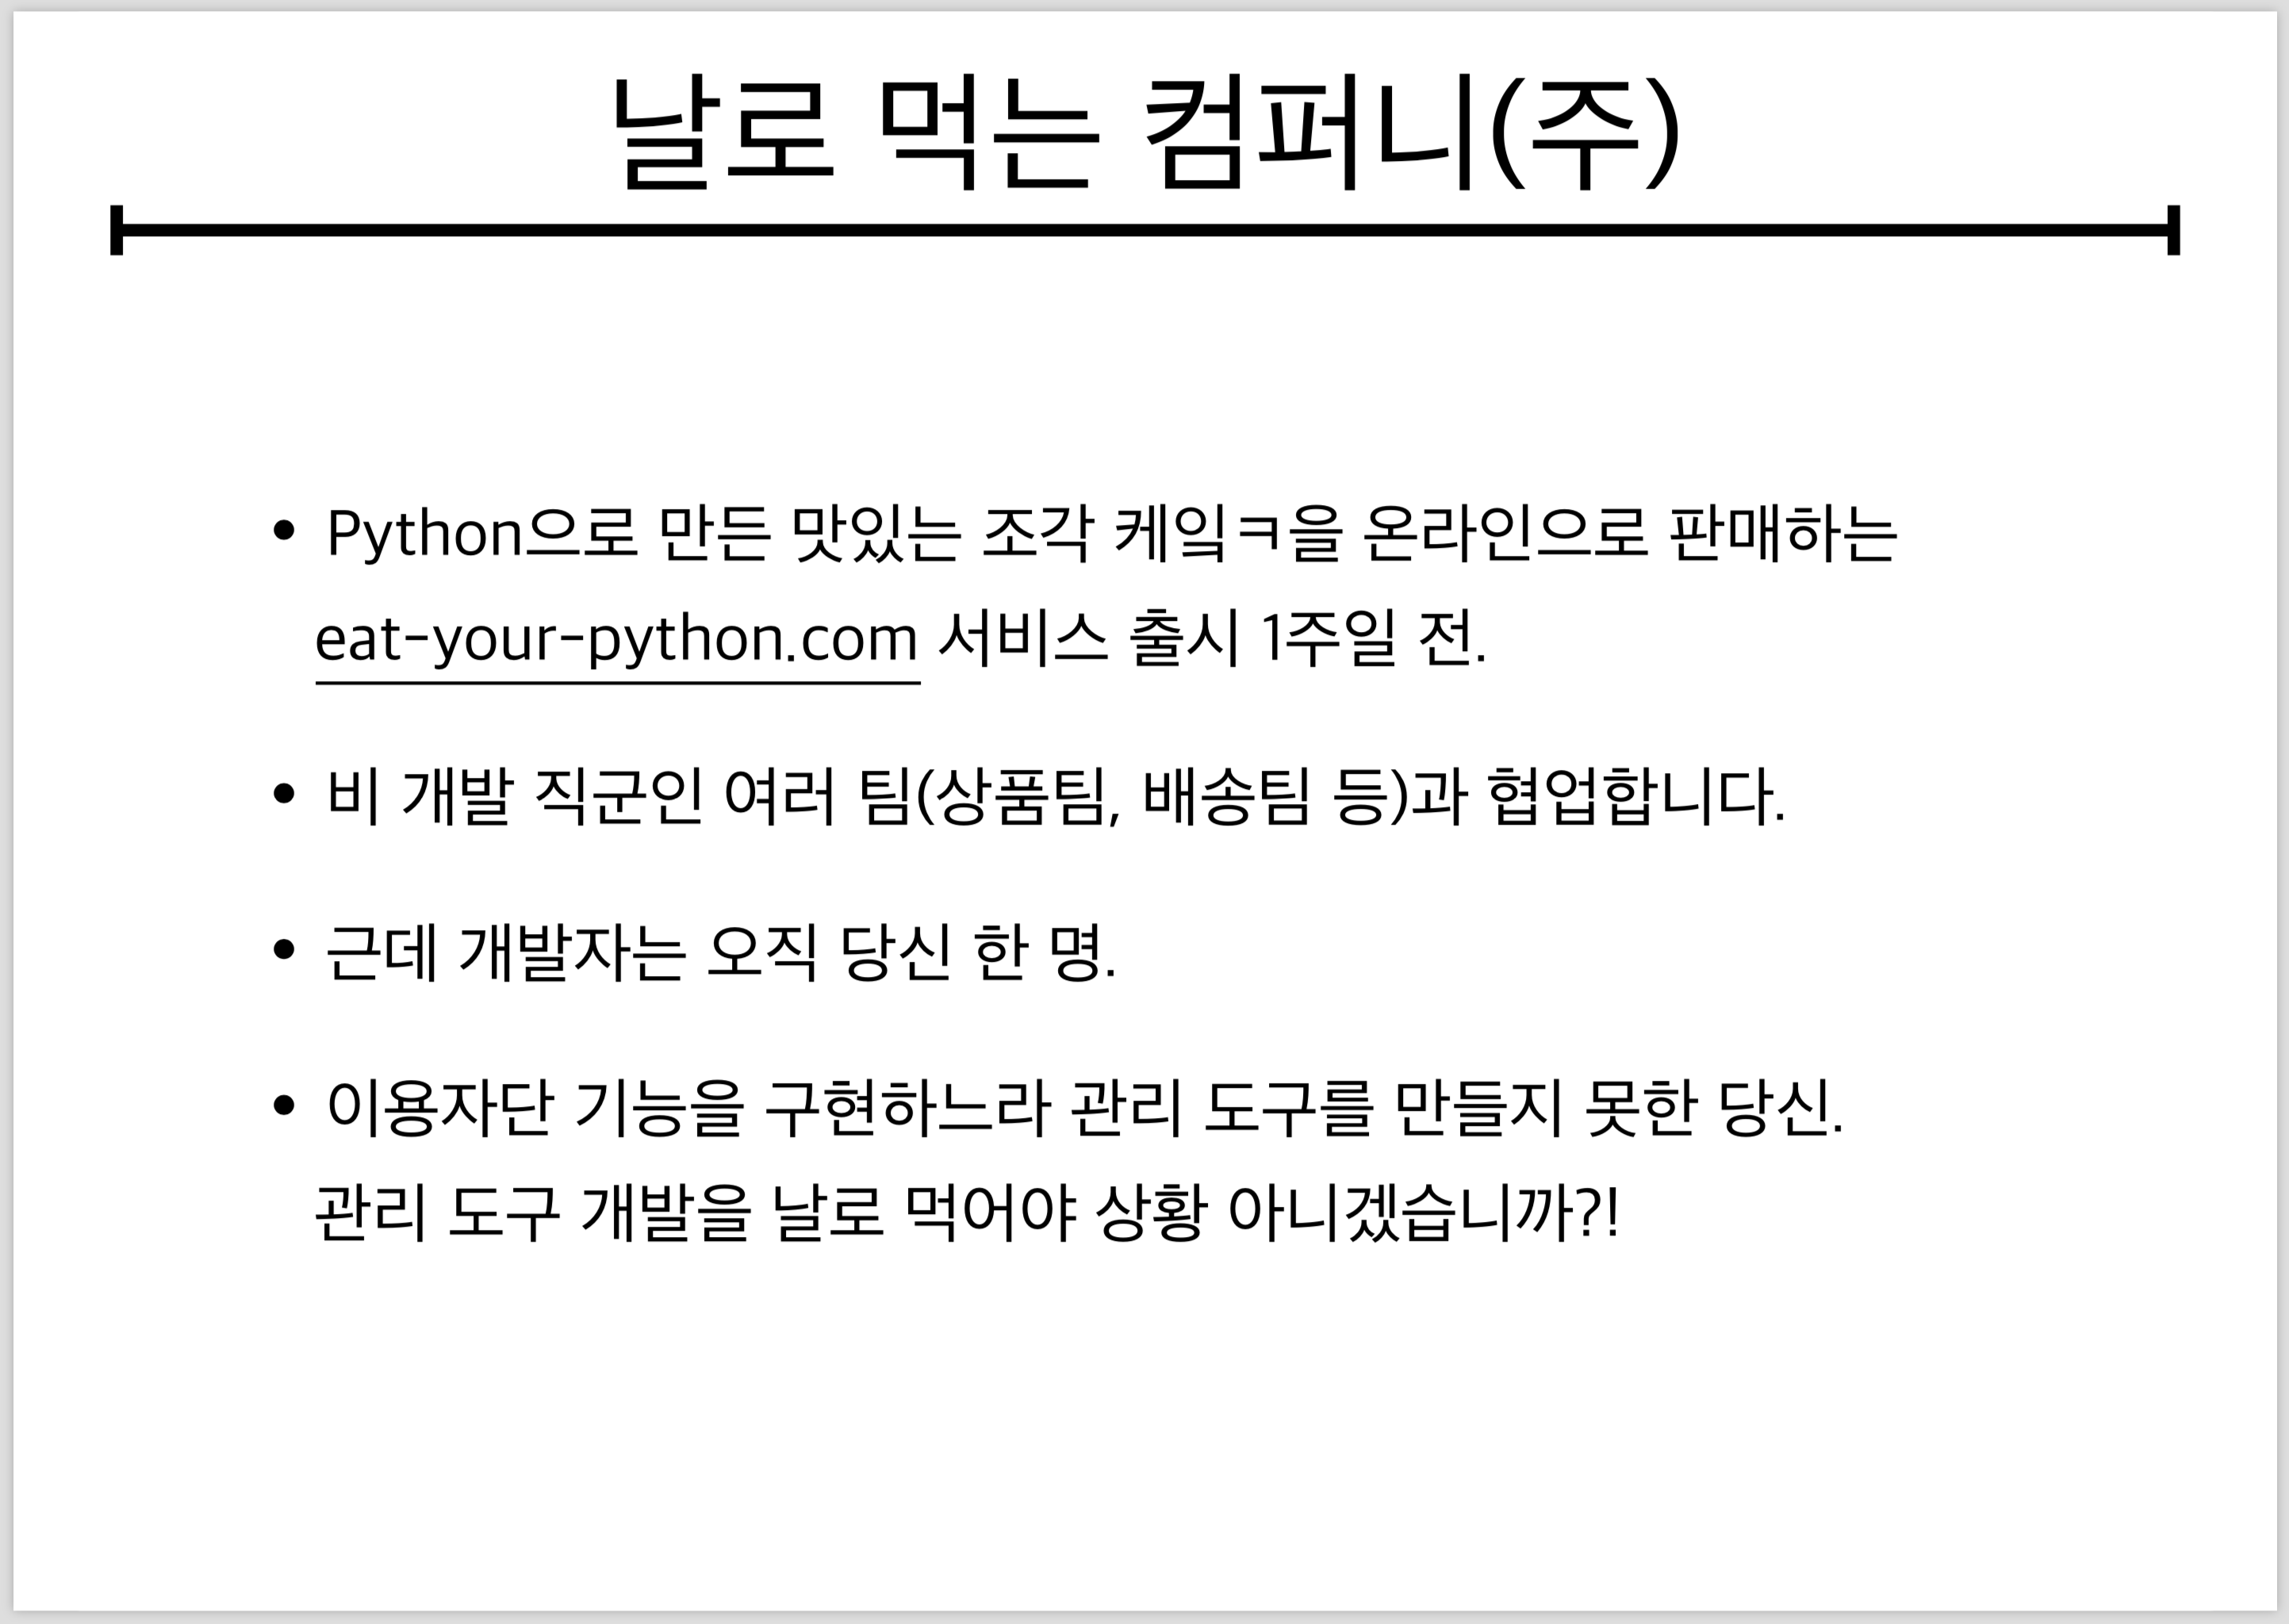 날로 먹는 컴퍼니(주)
• Python으로 만든 맛있는 조각 케익ㅋ을 온라인으로 판매하는
eat-your-python.com 서비스 출시 1주일 전.
• 비 개발 직군인 여러 팀(상품팀, 배송팀 등)과 협업합니다.
• 근데 개발자는 오직 당신 한 명.
• 이용자단 기능을 구현하느라 관리 도구를 만들지 못한 당신.
관리 도구 개발을 날로 먹어야 상황 아니겠습니까?!